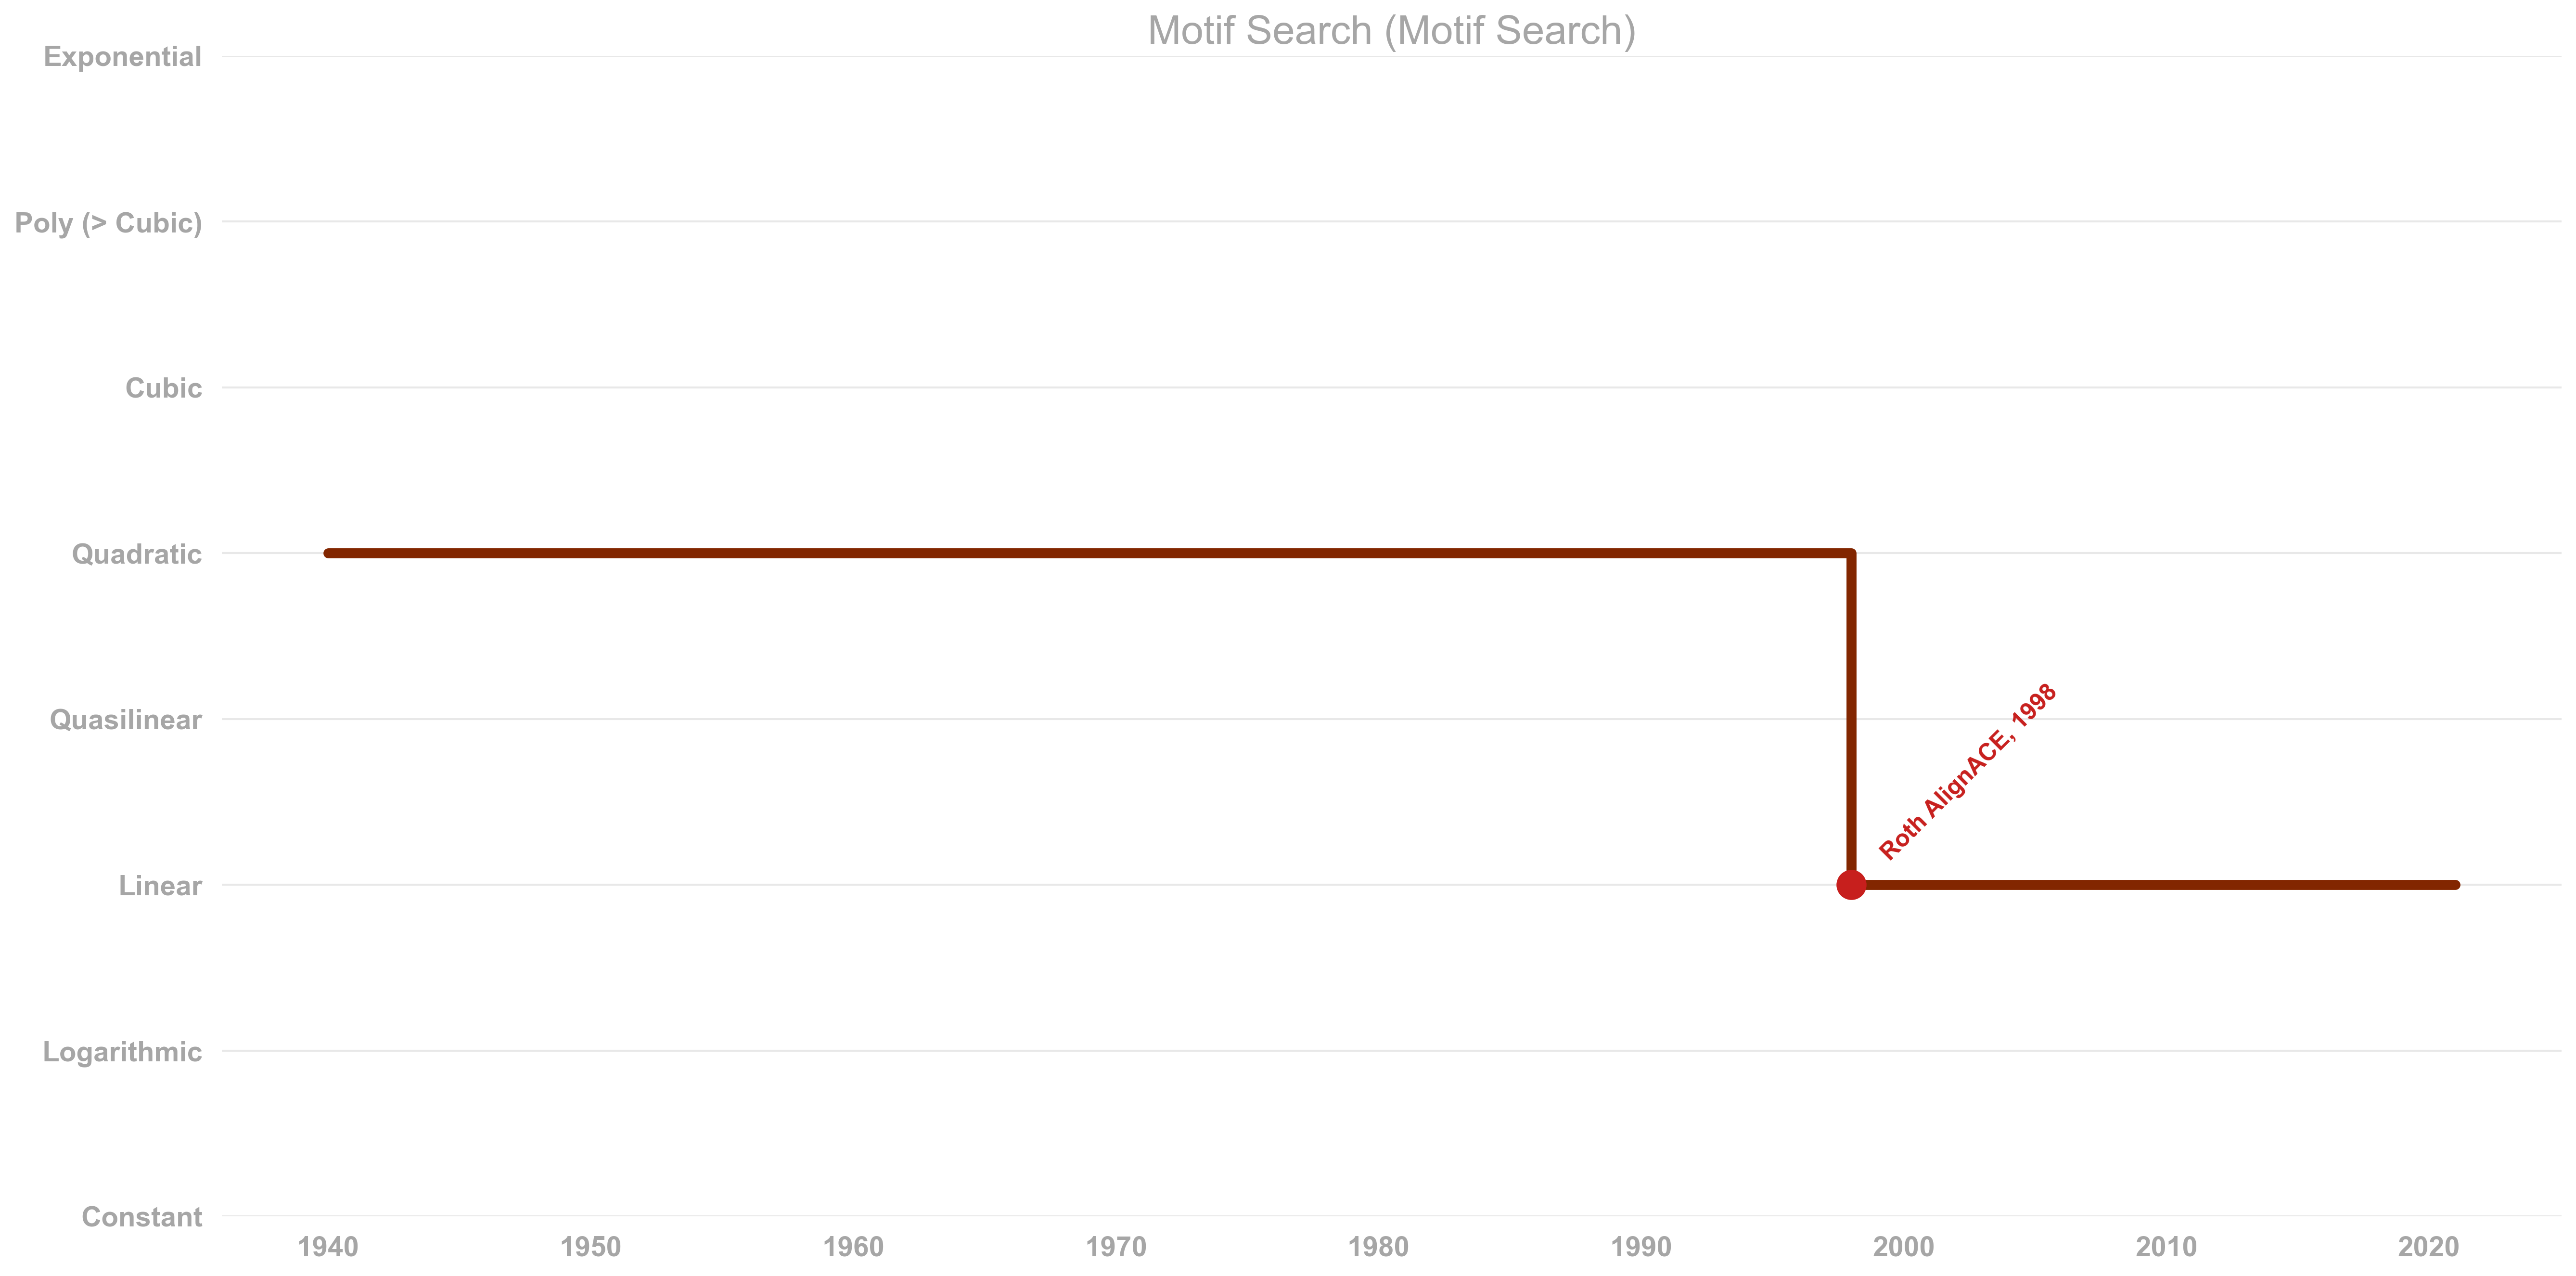 Motif Search (Motif Search)
Exponential
Poly (> Cubic)
Cubic
Quadratic
Quasilinear
Linear
Logarithmic
Constant
Roth AlignACE, 1998
1940 1950 1960 1970 1980 1990 2000 2010 2020